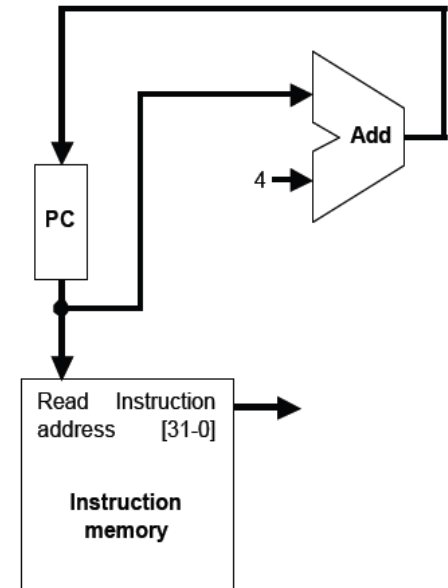 Add
4
PC
Read Instruction
address [31-0]
Instruction
memory